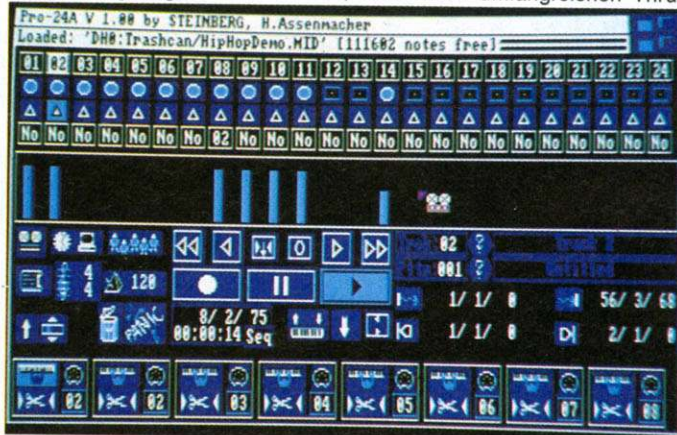 Thru
Pro-24A V 1.00 by STEINBERG, H.Assenmacher
Loaded: 'DH0:Trashcan/HipHopDemo.MID' [111602 notes free]
01 02 03 04 05 06 07 08 09 10 11 12 13 14 15 16 17 18 19 20 21 22 23 24
No No No No No No No 02 No No No No No No No No No No No No No No No No
02 ?
001 ?
4
4
120
0
1/ 1/ 0 56/ 3/ 68
PANIC
8/ 2/ 75
00:00:14 Seq
1/ 1/ 0 2/ 1/ 0
02 02 03 04 05 06 07 08